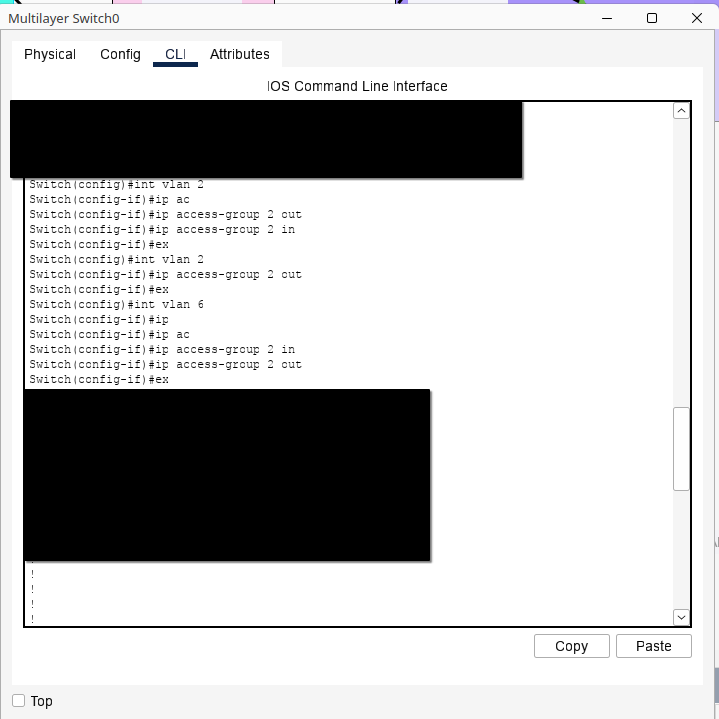 Multilayer Switch0
Physical Config CLI Attributes
IOS Command Line Interface
Switch(config)#int vlan 2
Switch(config-if)#ip ac
Switch(config-if)#ip access-group 2 out
Switch(config-if)#ip access-group 2 in
Switch(config-if)#ex
Switch(config)#int vlan 2
Switch(config-if)#ip access-group 2 out
Switch(config-if)#ex
Switch(config)#int vlan 6
Switch(config-if)#ip
Switch(config-if)#ip ac
Switch(config-if)#ip access-group 2 in
Switch(config-if)#ip access-group 2 out
Switch(config-if)#ex
!
!
!
!
Copy Paste
Top